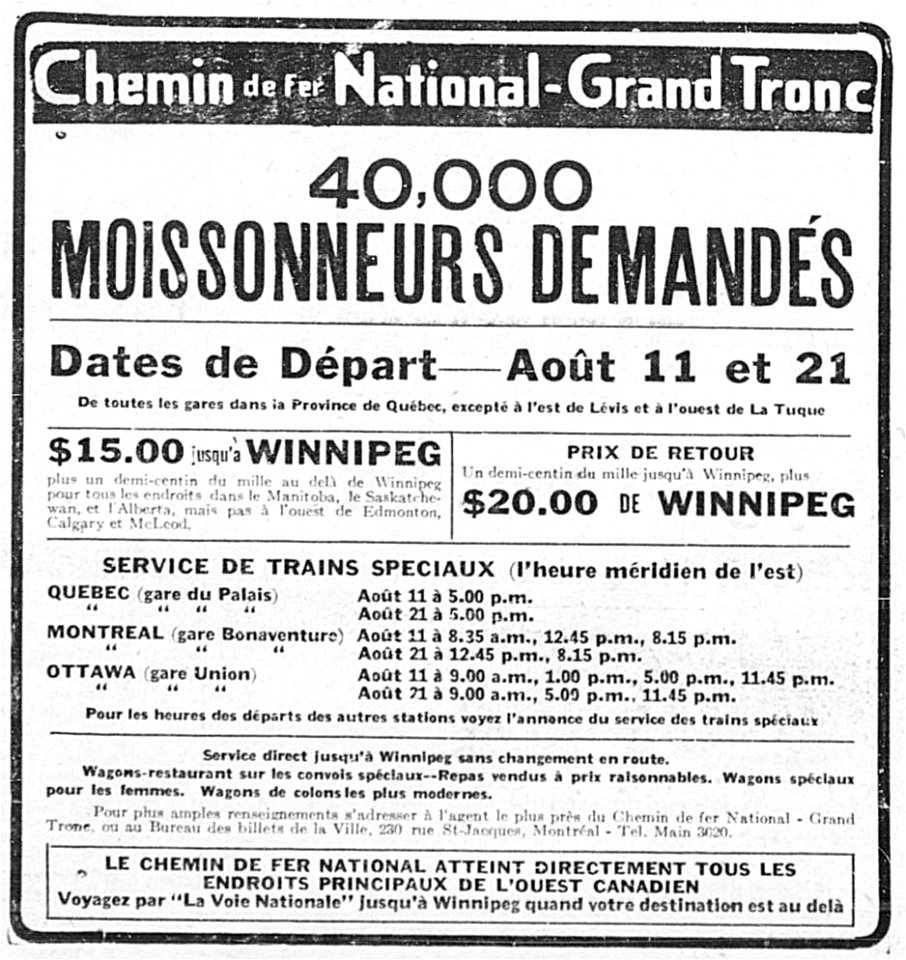 Chemin de Fer National-Grand Tronc
40,000
MOISSONNEURS DEMANDÉS
Dates de Départ—Août 11 et 21
De toutes les gares dans la Province de Québec, excepté à l'est de Lévis et à l'ouest de La Tuque
$15.00 jusqu'à WINNIPEG
plus un demi-centin du mille au delà de Winnipeg
pour tous les endroits dans le Manitoba, le Saskatche-
wan, et l'Alberta, mais pas à l'ouest de Edmonton,
Calgary et McLeod.
PRIX DE RETOUR
Un demi-centin du mille jusqu'à Winnipeg, plus
$20.00 DE WINNIPEG
SERVICE DE TRAINS SPECIAUX (l'heure méridien de l'est)
QUEBEC (gare du Palais) Août 11 à 5.00 p.m.
" " " " Août 21 à 5.00 p.m.
MONTREAL (gare Bonaventure) Août 11 à 8.35 a.m., 12.45 p.m., 8.15 p.m.
" " " Août 21 à 12.45 p.m., 8.15 p.m.
OTTAWA (gare Union) Août 11 à 9.00 a.m., 1.00 p.m., 5.00 p.m., 11.45 p.m.
" " " Août 21 à 9.00 a.m., 5.00 p.m., 11.45 p.m.
Pour les heures des départs des autres stations voyez l'annonce du service des trains spéciaux
Service direct jusqu'à Winnipeg sans changement en route.
Wagons-restaurant sur les convois spéciaux--Repas vendus à prix raisonnables. Wagons spéciaux
pour les femmes. Wagons de colons les plus modernes.
Pour plus amples renseignements s'adresser à l'agent le plus près du Chemin de fer National - Grand
Tronc, ou au Bureau des billets de la Ville, 230 rue St-Jacques, Montréal - Tel. Main 3620.
LE CHEMIN DE FER NATIONAL ATTEINT DIRECTEMENT TOUS LES
ENDROITS PRINCIPAUX DE L'OUEST CANADIEN
Voyagez par "La Voie Nationale" jusqu'à Winnipeg quand votre destination est au delà